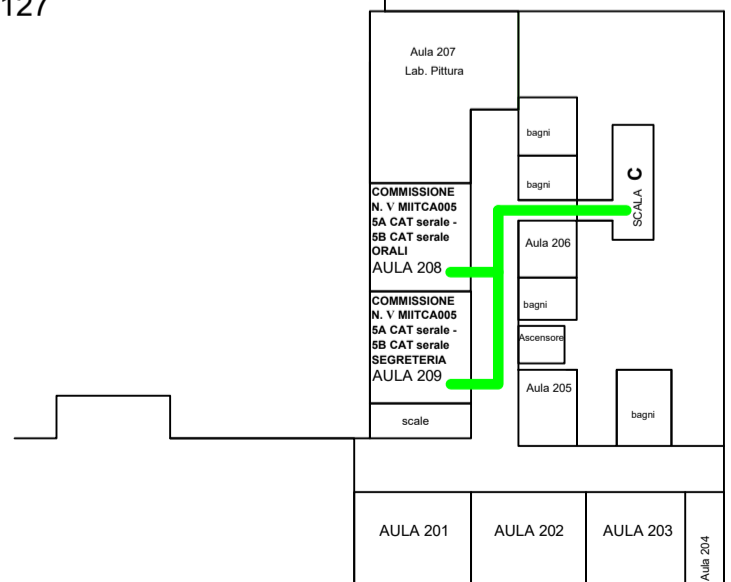 127
Aula 207
Lab. Pittura
bagni
bagni
SCALA C
COMMISSIONE
N. V MIITCA005
5A CAT serale -
5B CAT serale
ORALI
AULA 208
Aula 206
COMMISSIONE
N. V MIITCA005
5A CAT serale -
5B CAT serale
SEGRETERIA
AULA 209
bagni
Ascensore
Aula 205
bagni
scale
AULA 201
AULA 202
AULA 203
Aula 204